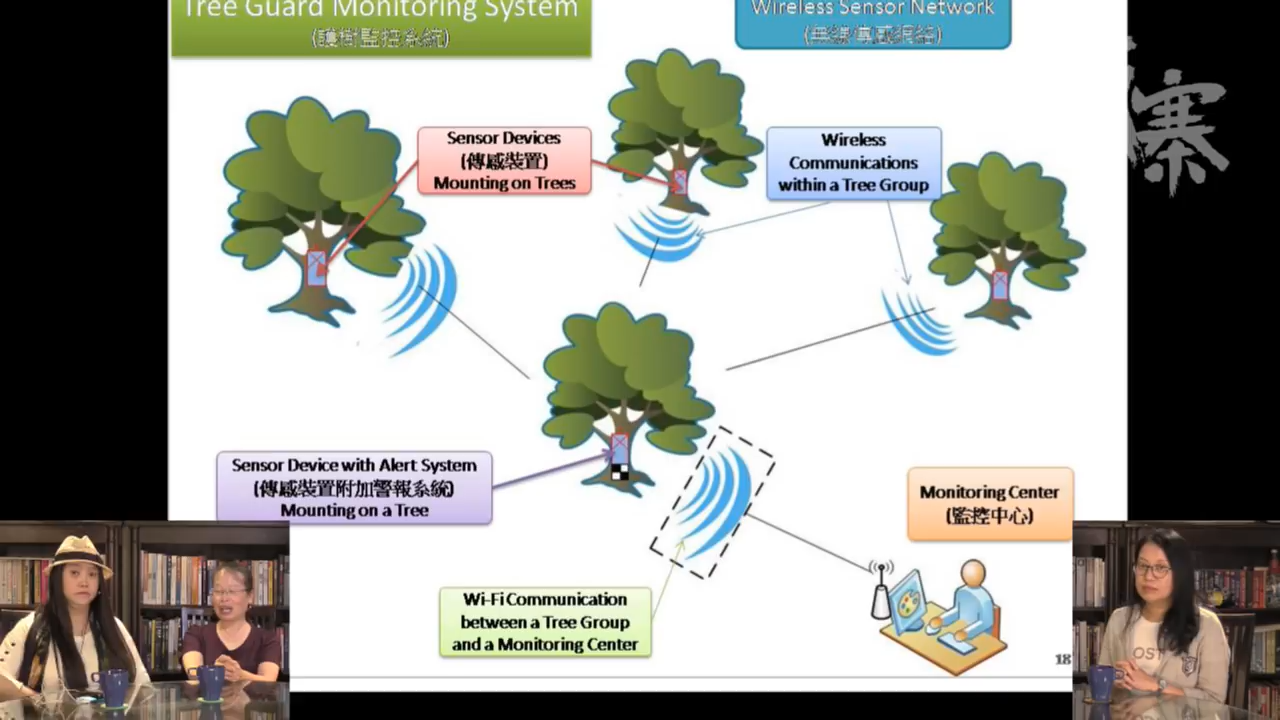 Tree Guard Monitoring System
(護樹監控系統)
Wireless Sensor Network
(無線傳感網絡)
寨
Sensor Devices
(傳感裝置)
Mounting on Trees
Wireless
Communications
within a Tree Group
Sensor Device with Alert System
(傳感裝置附加警報系統)
Mounting on a Tree
Monitoring Center
(監控中心)
Wi-Fi Communication
between a Tree Group
and a Monitoring Center
18
OST